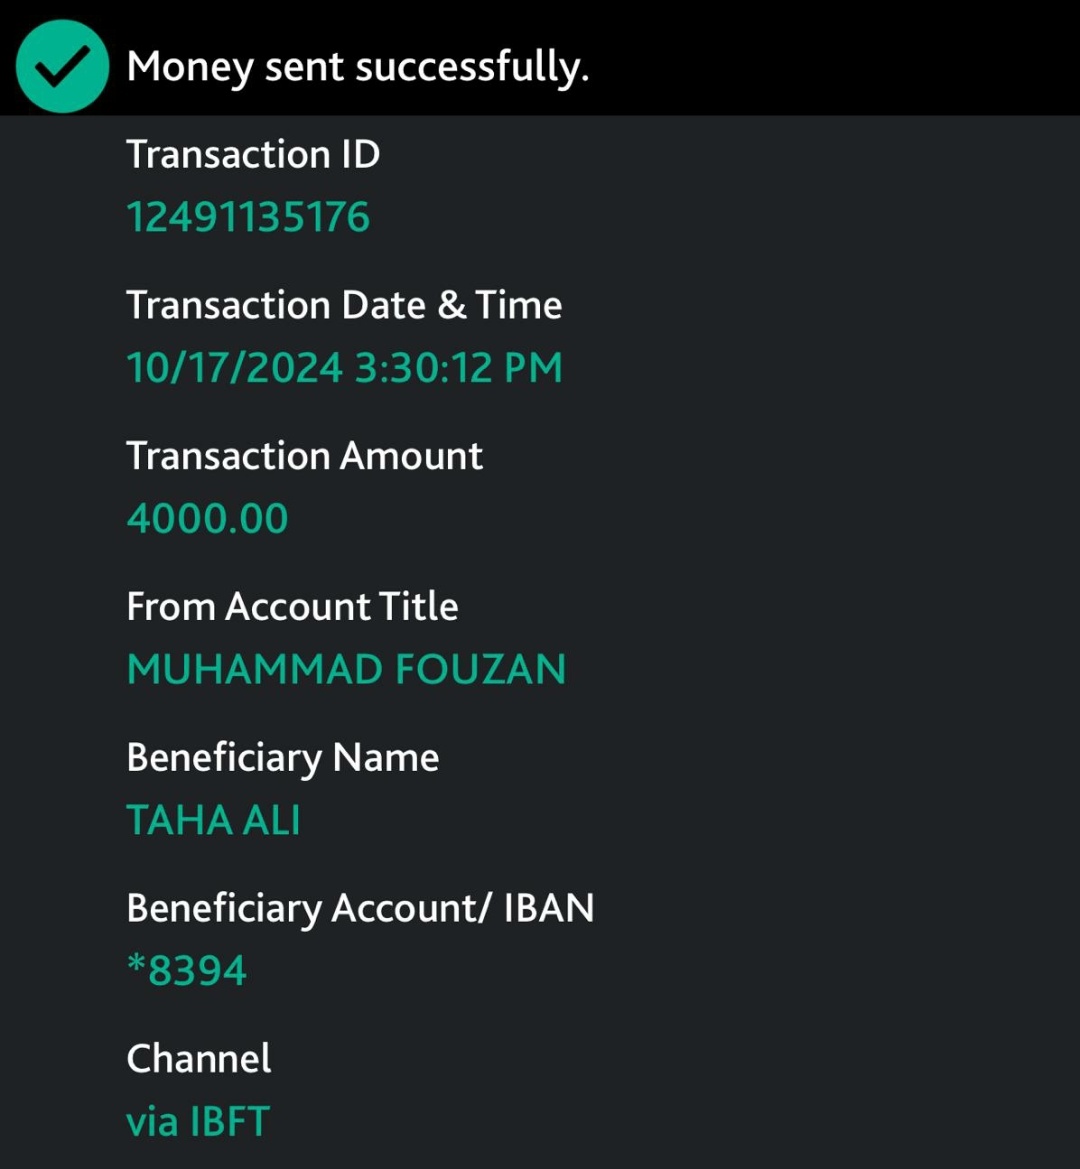 Money sent successfully.
Transaction ID
12491135176
Transaction Date & Time
10/17/2024 3:30:12 PM
Transaction Amount
4000.00
From Account Title
MUHAMMAD FOUZAN
Beneficiary Name
TAHA ALI
Beneficiary Account/ IBAN
*8394
Channel
via IBFT